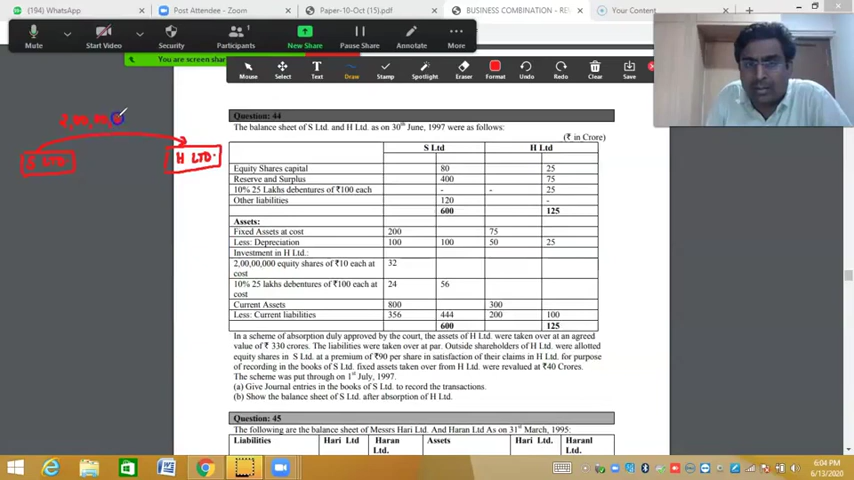 (194) WhatsApp
Post Attendee - Zoom
Paper-10-Oct (15).pdf
BUSINESS COMBINATION - RE
Your Content
Mute
Start Video
Security
Participants
1
New Share
Pause Share
Annotate
More
You are screen shar
Mouse
Select
Text
Draw
Stamp
Spotlight
Eraser
Format
Undo
Redo
Clear
Save
2,00,00,0
S LTD.
H LTD.
Question: 44
The balance sheet of S Ltd. and H Ltd. as on 30th June, 1997 were as follows:
(₹ in Crore)
S Ltd H Ltd
Equity Shares capital 80 25
Reserve and Surplus 400 75
10% 25 Lakhs debentures of ₹100 each - - 25
Other liabilities 120 -
600 125
Assets:
Fixed Assets at cost 200 75
Less: Depreciation 100 100 50 25
Investment in H Ltd.:
2,00,00,000 equity shares of ₹10 each at 32
cost
10% 25 lakhs debentures of ₹100 each at 24 56
cost
Current Assets 800 300
Less: Current liabilities 356 444 200 100
600 125
In a scheme of absorption duly approved by the court, the assets of H Ltd. were taken over at an agreed
value of ₹ 330 crores. The liabilities were taken over at par. Outside shareholders of H Ltd. were allotted
equity shares in S Ltd. at a premium of ₹90 per share in satisfaction of their claims in H Ltd. for purpose
of recording in the books of S Ltd. fixed assets taken over from H Ltd. were revalued at ₹40 Crores.
The scheme was put through on 1st July, 1997.
(a) Give Journal entries in the books of S Ltd. to record the transactions.
(b) Show the balance sheet of S Ltd. after absorption of H Ltd.
Question: 45
The following are the balance sheet of Messrs Hari Ltd. And Haran Ltd As on 31st March, 1995:
Liabilities Hari Ltd Haran Assets Hari Ltd. Haranl
Ltd. Ltd.
6:04 PM
6/13/2020